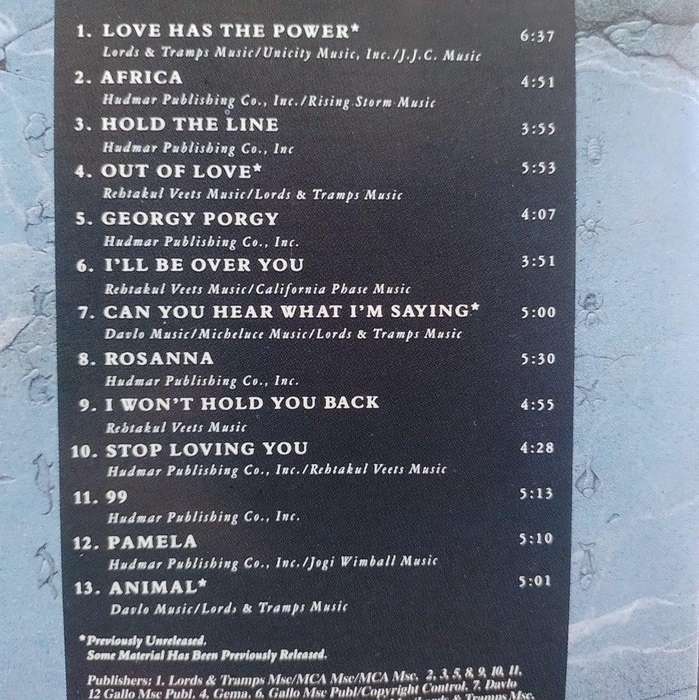 1. LOVE HAS THE POWER* 6:37
Lords & Tramps Music/Unicity Music, Inc./J.J.C. Music
2. AFRICA 4:51
Hudmar Publishing Co., Inc./Rising Storm Music
3. HOLD THE LINE 3:55
Hudmar Publishing Co., Inc
4. OUT OF LOVE* 5:53
Rehtakul Veets Music/Lords & Tramps Music
5. GEORGY PORGY 4:07
Hudmar Publishing Co., Inc.
6. I'LL BE OVER YOU 3:51
Rehtakul Veets Music/California Phase Music
7. CAN YOU HEAR WHAT I'M SAYING* 5:00
Davlo Music/Micheluce Music/Lords & Tramps Music
8. ROSANNA 5:30
Hudmar Publishing Co., Inc.
9. I WON'T HOLD YOU BACK 4:55
Rehtakul Veets Music
10. STOP LOVING YOU 4:28
Hudmar Publishing Co., Inc./Rehtakul Veets Music
11. 99 5:13
Hudmar Publishing Co., Inc.
12. PAMELA 5:10
Hudmar Publishing Co., Inc./Jogi Wimball Music
13. ANIMAL* 5:01
Davlo Music/Lords & Tramps Music
*Previously Unreleased.
Some Material Has Been Previously Released.
Publishers: 1. Lords & Tramps Msc/MCA Msc/MCA Msc. 2, 3, 5, 8, 9, 10, 11,
12 Gallo Msc Publ. 4. Gema. 6. Gallo Msc Publ/Copyright Control. 7. Davlo
& Tramps Msc.